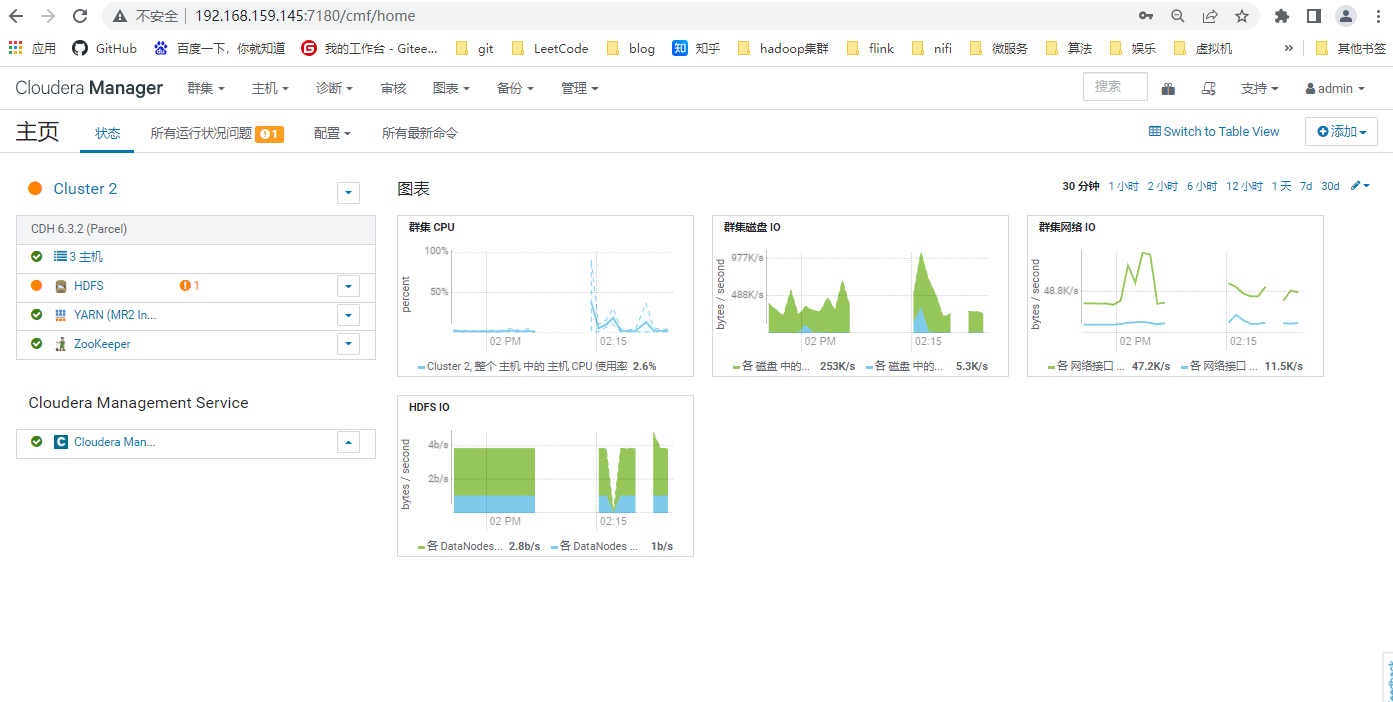 不安全 192.168.159.145:7180/cmf/home
应用 GitHub 百度一下，你就知道 我的工作台 - Gitee... git LeetCode blog 知乎 hadoop集群 flink nifi 微服务 算法 娱乐 虚拟机 » 其他书签
Cloudera Manager 群集 主机 诊断 审核 图表 备份 管理 搜索 支持 admin
主页 状态 所有运行状况问题 1 配置 所有最新命令 Switch to Table View 添加
Cluster 2
CDH 6.3.2 (Parcel)
3 主机
HDFS 1
YARN (MR2 In...
ZooKeeper
Cloudera Management Service
Cloudera Man...
图表 30 分钟 1 小时 2 小时 6 小时 12 小时 1 天 7d 30d
群集 CPU
percent
100%
50%
02 PM 02:15
Cluster 2, 整个 主机 中的 主机 CPU 使用率 2.6%
群集磁盘 IO
bytes / second
977K/s
488K/s
02 PM 02:15
各 磁盘 中的... 253K/s 各 磁盘 中的... 5.3K/s
群集网络 IO
bytes / second
48.8K/s
02 PM 02:15
各 网络接口 ... 47.2K/s 各 网络接口 ... 11.5K/s
HDFS IO
bytes / second
4b/s
2b/s
02 PM 02:15
各 DataNodes... 2.8b/s 各 DataNodes ... 1b/s